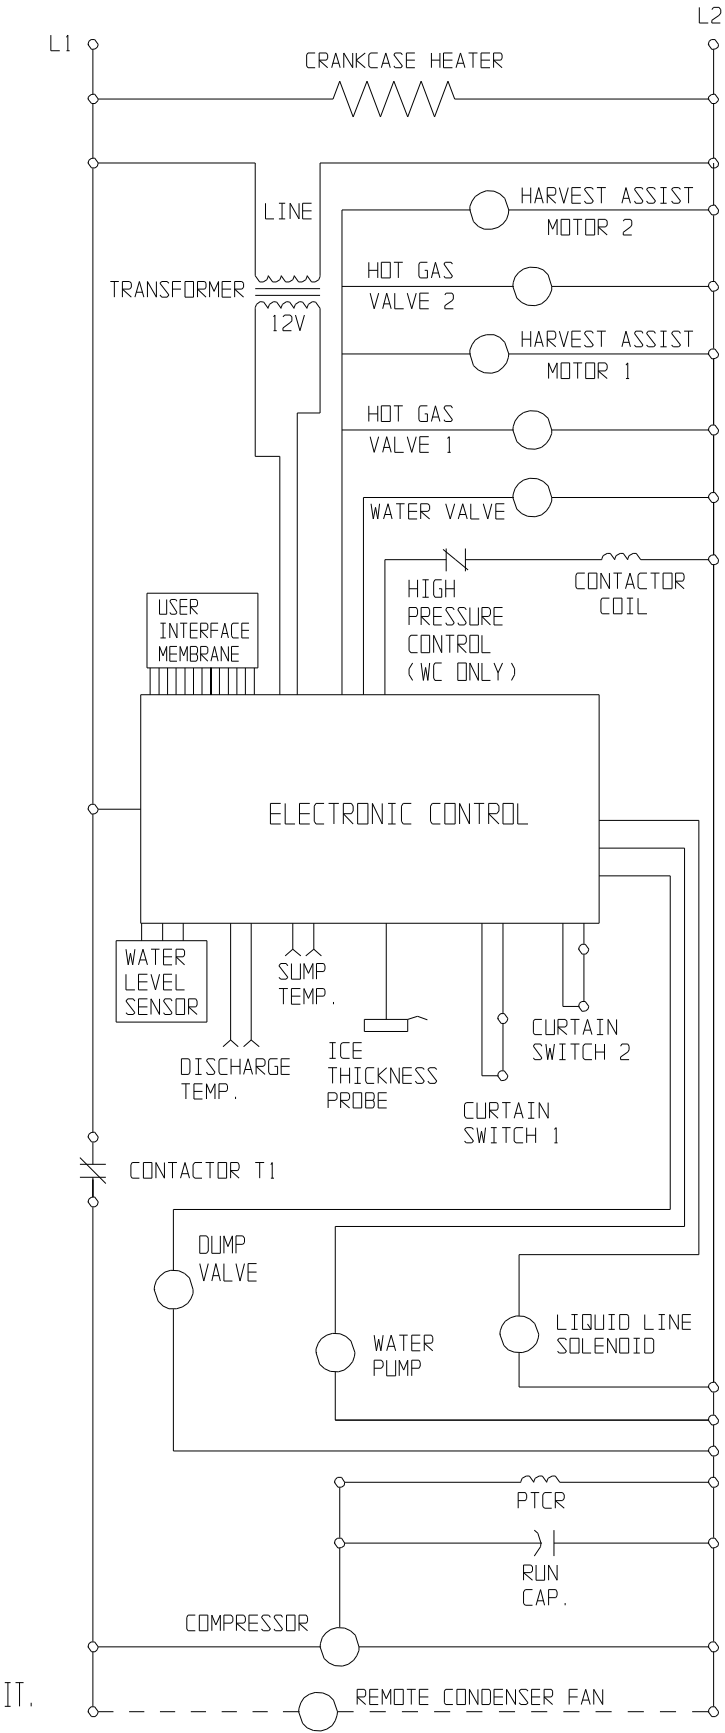 L2
L1
CRANKCASE HEATER
HARVEST ASSIST
MOTOR 2
LINE
HOT GAS
VALVE 2
TRANSFORMER
12V
HARVEST ASSIST
MOTOR 1
HOT GAS
VALVE 1
WATER VALVE
CONTACTOR
COIL
HIGH
PRESSURE
CONTROL
(WC ONLY)
USER
INTERFACE
MEMBRANE
ELECTRONIC CONTROL
WATER
LEVEL
SENSOR
SUMP
TEMP.
DISCHARGE
TEMP.
ICE
THICKNESS
PROBE
CURTAIN
SWITCH 2
CURTAIN
SWITCH 1
CONTACTOR T1
DUMP
VALVE
WATER
PUMP
LIQUID LINE
SOLENOID
PTCR
RUN
CAP.
COMPRESSOR
IT.
REMOTE CONDENSER FAN